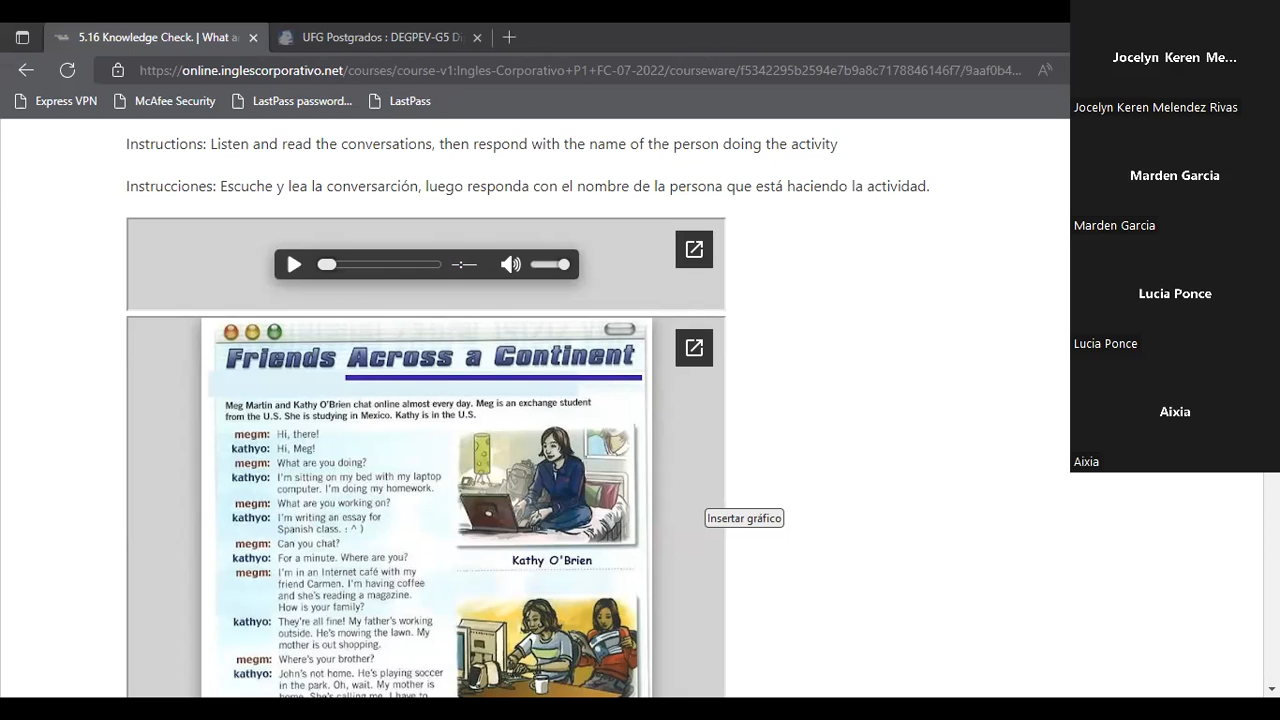 5.16 Knowledge Check. | What a
UFG Postgrados : DEGPEV-G5 D
https://online.inglescorporativo.net/courses/course-v1:Ingles-Corporativo+P1+FC-07-2022/courseware/f5342295b2594e7b9a8c7178846146f7/9aaf0b4...
Express VPN
McAfee Security
LastPass password...
LastPass
Instructions: Listen and read the conversations, then respond with the name of the person doing the activity
Instrucciones: Escuche y lea la conversarción, luego responda con el nombre de la persona que está haciendo la actividad.
-:--
Friends Across a Continent
Meg Martin and Kathy O'Brien chat online almost every day. Meg is an exchange student
from the U.S. She is studying in Mexico. Kathy is in the U.S.
megm: Hi, there!
kathyo: Hi, Meg!
megm: What are you doing?
kathyo: I'm sitting on my bed with my laptop
computer. I'm doing my homework.
megm: What are you working on?
kathyo: I'm writing an essay for
Spanish class. : ^ )
megm: Can you chat?
kathyo: For a minute. Where are you?
megm: I'm in an Internet café with my
friend Carmen. I'm having coffee
and she's reading a magazine.
How is your family?
kathyo: They're all fine! My father's working
outside. He's mowing the lawn. My
mother is out shopping.
megm: Where's your brother?
kathyo: John's not home. He's playing soccer
in the park. Oh, wait. My mother is
home. She's calling me. I have to
Kathy O'Brien
Insertar gráfico
Jocelyn Keren Me...
Jocelyn Keren Melendez Rivas
Marden Garcia
Marden Garcia
Lucia Ponce
Lucia Ponce
Aixia
Aixia